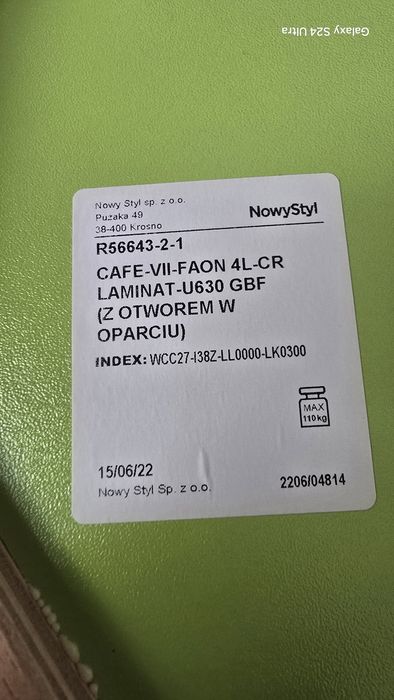 Galaxy S24 Ultra
Nowy Styl sp. z o.o.
Puzaka 49
38-400 Krosno
NowyStyl
R56643-2-1
CAFE-VII-FAON 4L-CR
LAMINAT-U630 GBF
(Z OTWOREM W
OPARCIU)
INDEX: WCC27-I38Z-LL0000-LK0300
MAX
110kg
15/06/22
Nowy Styl Sp. z o.o.
2206/04814